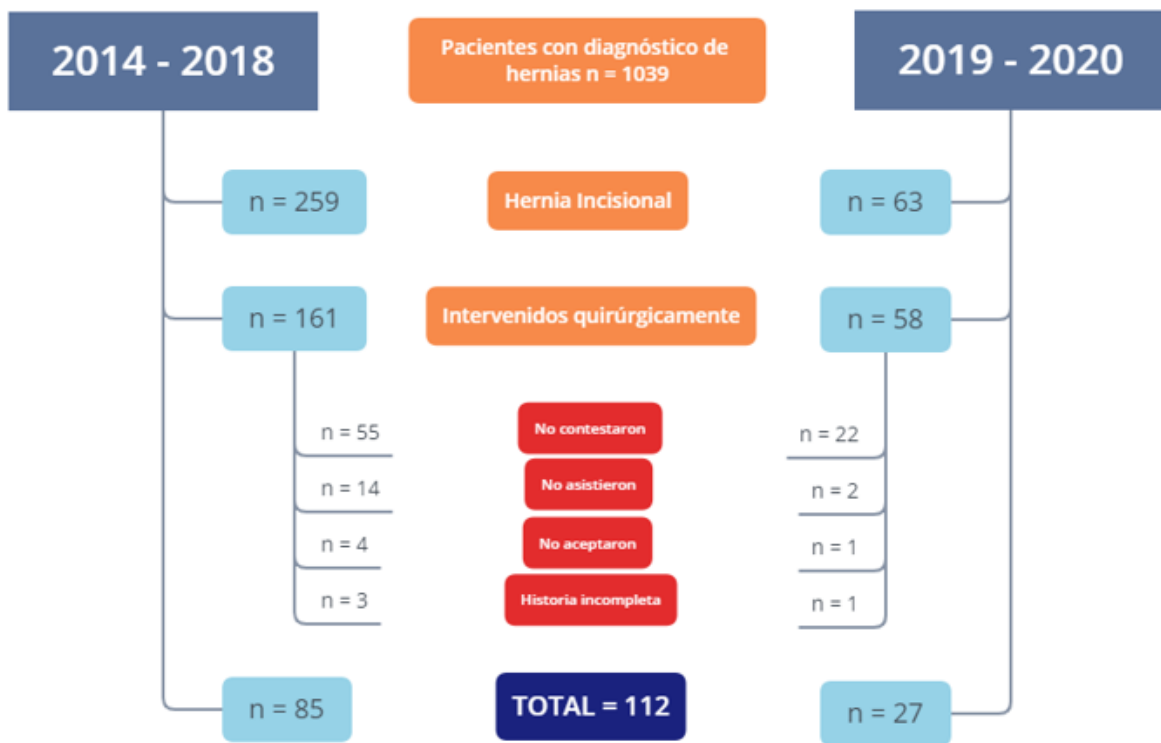 2014 - 2018
Pacientes con diagnóstico de
hernias n = 1039
2019 - 2020
n = 259
Hernia Incisional
n = 63
n = 161
Intervenidos quirúrgicamente
n = 58
n = 55
No contestaron
n = 22
n = 14
No asistieron
n = 2
n = 4
No aceptaron
n = 1
n = 3
Historia incompleta
n = 1
n = 85
TOTAL = 112
n = 27